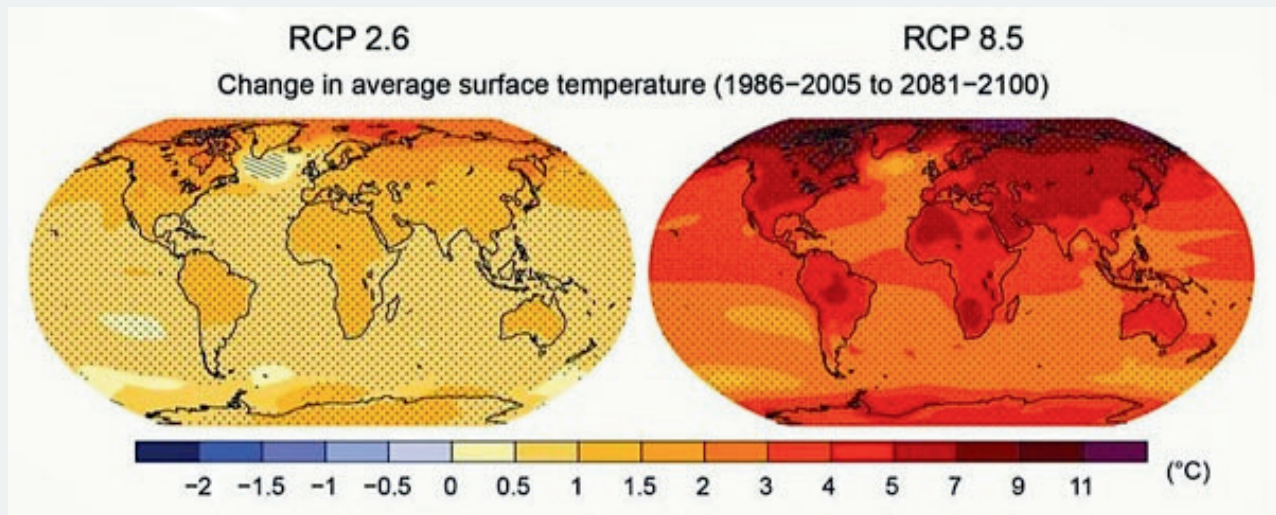 RCP 2.6 RCP 8.5
Change in average surface temperature (1986−2005 to 2081−2100)
−2 −1.5 −1 −0.5 0 0.5 1 1.5 2 3 4 5 7 9 11 (°C)